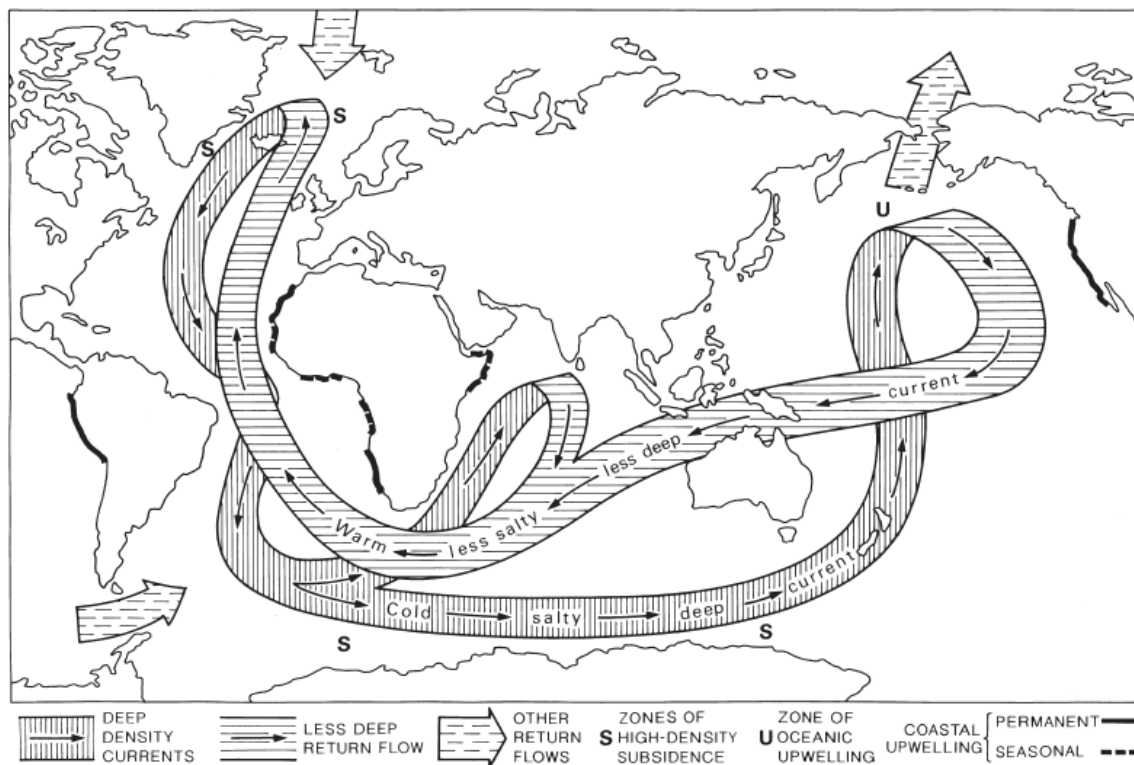 S
S
U
current
less deep
less salty
Warm
Cold salty deep current
S
S
DEEP
DENSITY
CURRENTS
LESS DEEP
RETURN FLOW
OTHER
RETURN
FLOWS
ZONES OF
S HIGH-DENSITY
SUBSIDENCE
ZONE OF
U OCEANIC
UPWELLING
COASTAL
UPWELLING
PERMANENT
SEASONAL